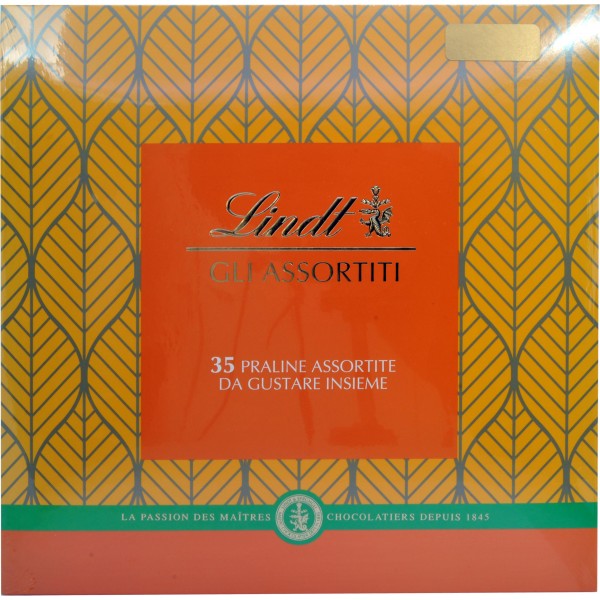 Lindt
GLI ASSORTITI
35 PRALINE ASSORTITE
DA GUSTARE INSIEME
LA PASSION DES MAÎTRES CHOCOLATIERS DEPUIS 1845